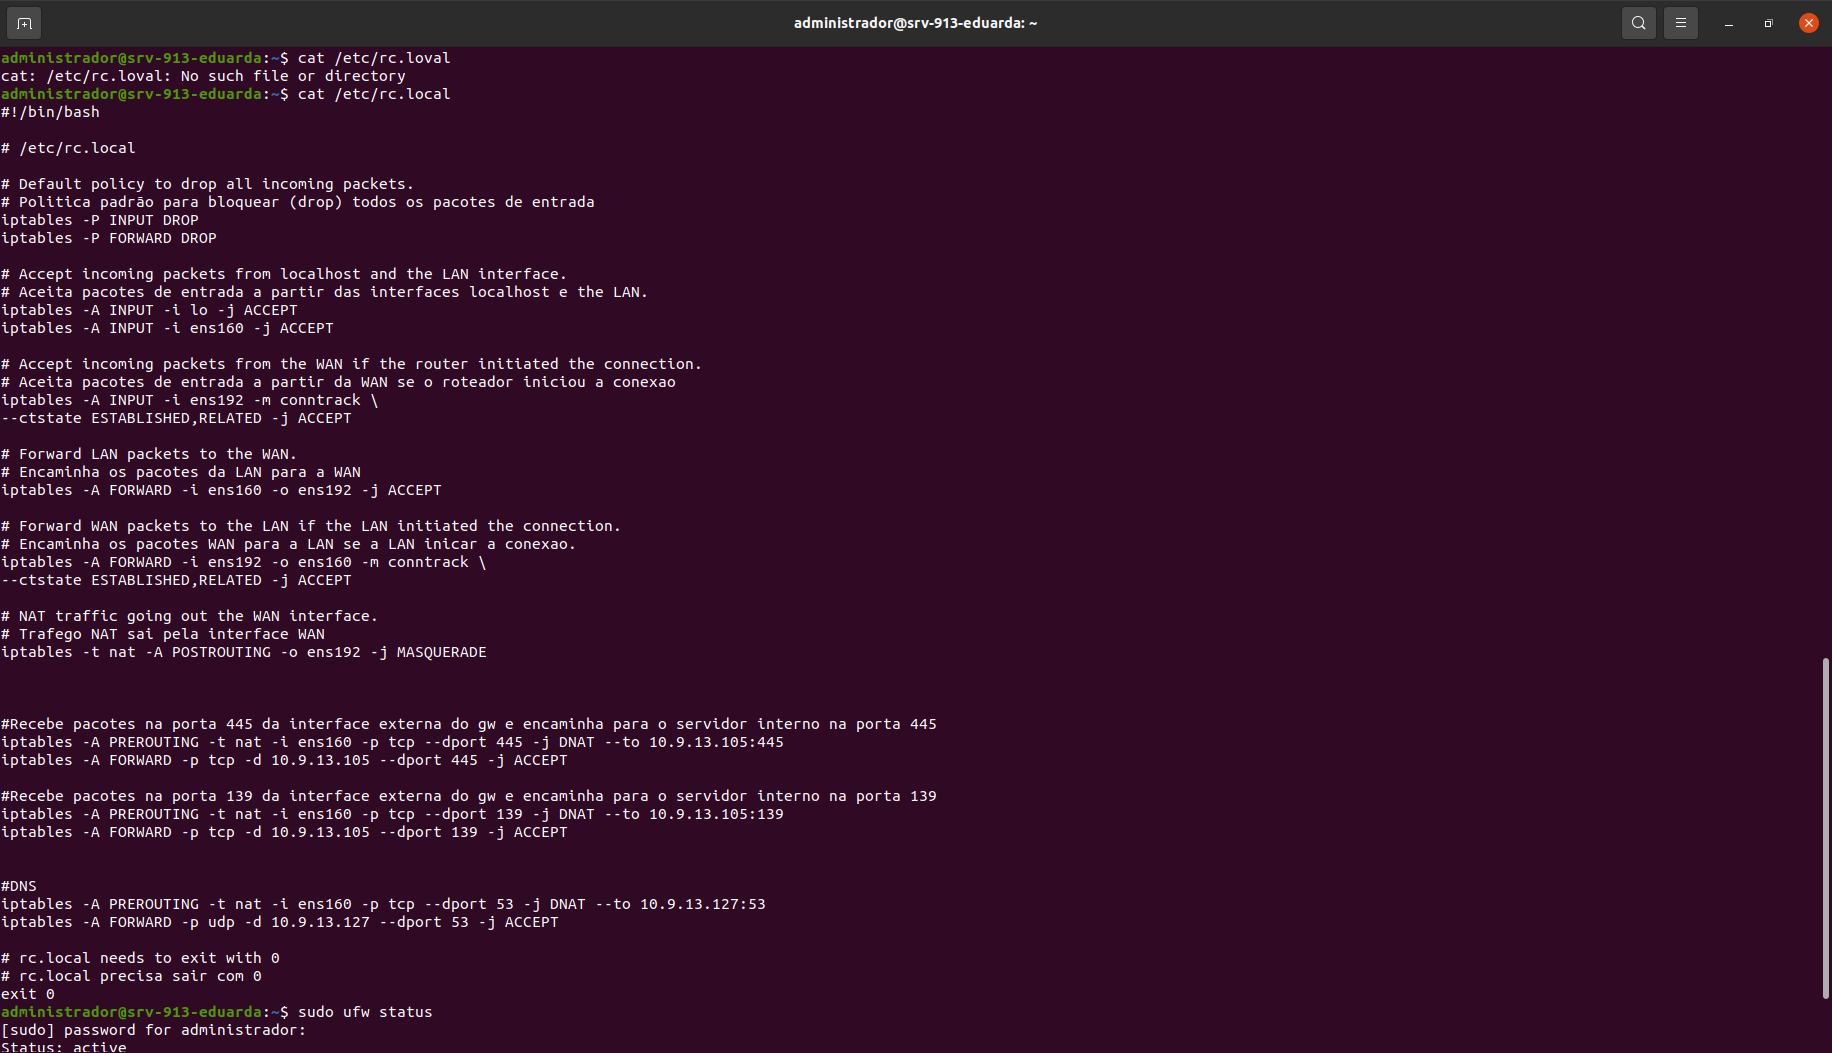 administrador@srv-913-eduarda: ~
administrador@srv-913-eduarda:~$ cat /etc/rc.loval
cat: /etc/rc.loval: No such file or directory
administrador@srv-913-eduarda:~$ cat /etc/rc.local
#!/bin/bash
# /etc/rc.local
# Default policy to drop all incoming packets.
# Politica padrão para bloquear (drop) todos os pacotes de entrada
iptables -P INPUT DROP
iptables -P FORWARD DROP
# Accept incoming packets from localhost and the LAN interface.
# Aceita pacotes de entrada a partir das interfaces localhost e the LAN.
iptables -A INPUT -i lo -j ACCEPT
iptables -A INPUT -i ens160 -j ACCEPT
# Accept incoming packets from the WAN if the router initiated the connection.
# Aceita pacotes de entrada a partir da WAN se o roteador iniciou a conexao
iptables -A INPUT -i ens192 -m conntrack \
--ctstate ESTABLISHED,RELATED -j ACCEPT
# Forward LAN packets to the WAN.
# Encaminha os pacotes da LAN para a WAN
iptables -A FORWARD -i ens160 -o ens192 -j ACCEPT
# Forward WAN packets to the LAN if the LAN initiated the connection.
# Encaminha os pacotes WAN para a LAN se a LAN inicar a conexao.
iptables -A FORWARD -i ens192 -o ens160 -m conntrack \
--ctstate ESTABLISHED,RELATED -j ACCEPT
# NAT traffic going out the WAN interface.
# Trafego NAT sai pela interface WAN
iptables -t nat -A POSTROUTING -o ens192 -j MASQUERADE
#Recebe pacotes na porta 445 da interface externa do gw e encaminha para o servidor interno na porta 445
iptables -A PREROUTING -t nat -i ens160 -p tcp --dport 445 -j DNAT --to 10.9.13.105:445
iptables -A FORWARD -p tcp -d 10.9.13.105 --dport 445 -j ACCEPT
#Recebe pacotes na porta 139 da interface externa do gw e encaminha para o servidor interno na porta 139
iptables -A PREROUTING -t nat -i ens160 -p tcp --dport 139 -j DNAT --to 10.9.13.105:139
iptables -A FORWARD -p tcp -d 10.9.13.105 --dport 139 -j ACCEPT
#DNS
iptables -A PREROUTING -t nat -i ens160 -p tcp --dport 53 -j DNAT --to 10.9.13.127:53
iptables -A FORWARD -p udp -d 10.9.13.127 --dport 53 -j ACCEPT
# rc.local needs to exit with 0
# rc.local precisa sair com 0
exit 0
administrador@srv-913-eduarda:~$ sudo ufw status
[sudo] password for administrador:
Status: active